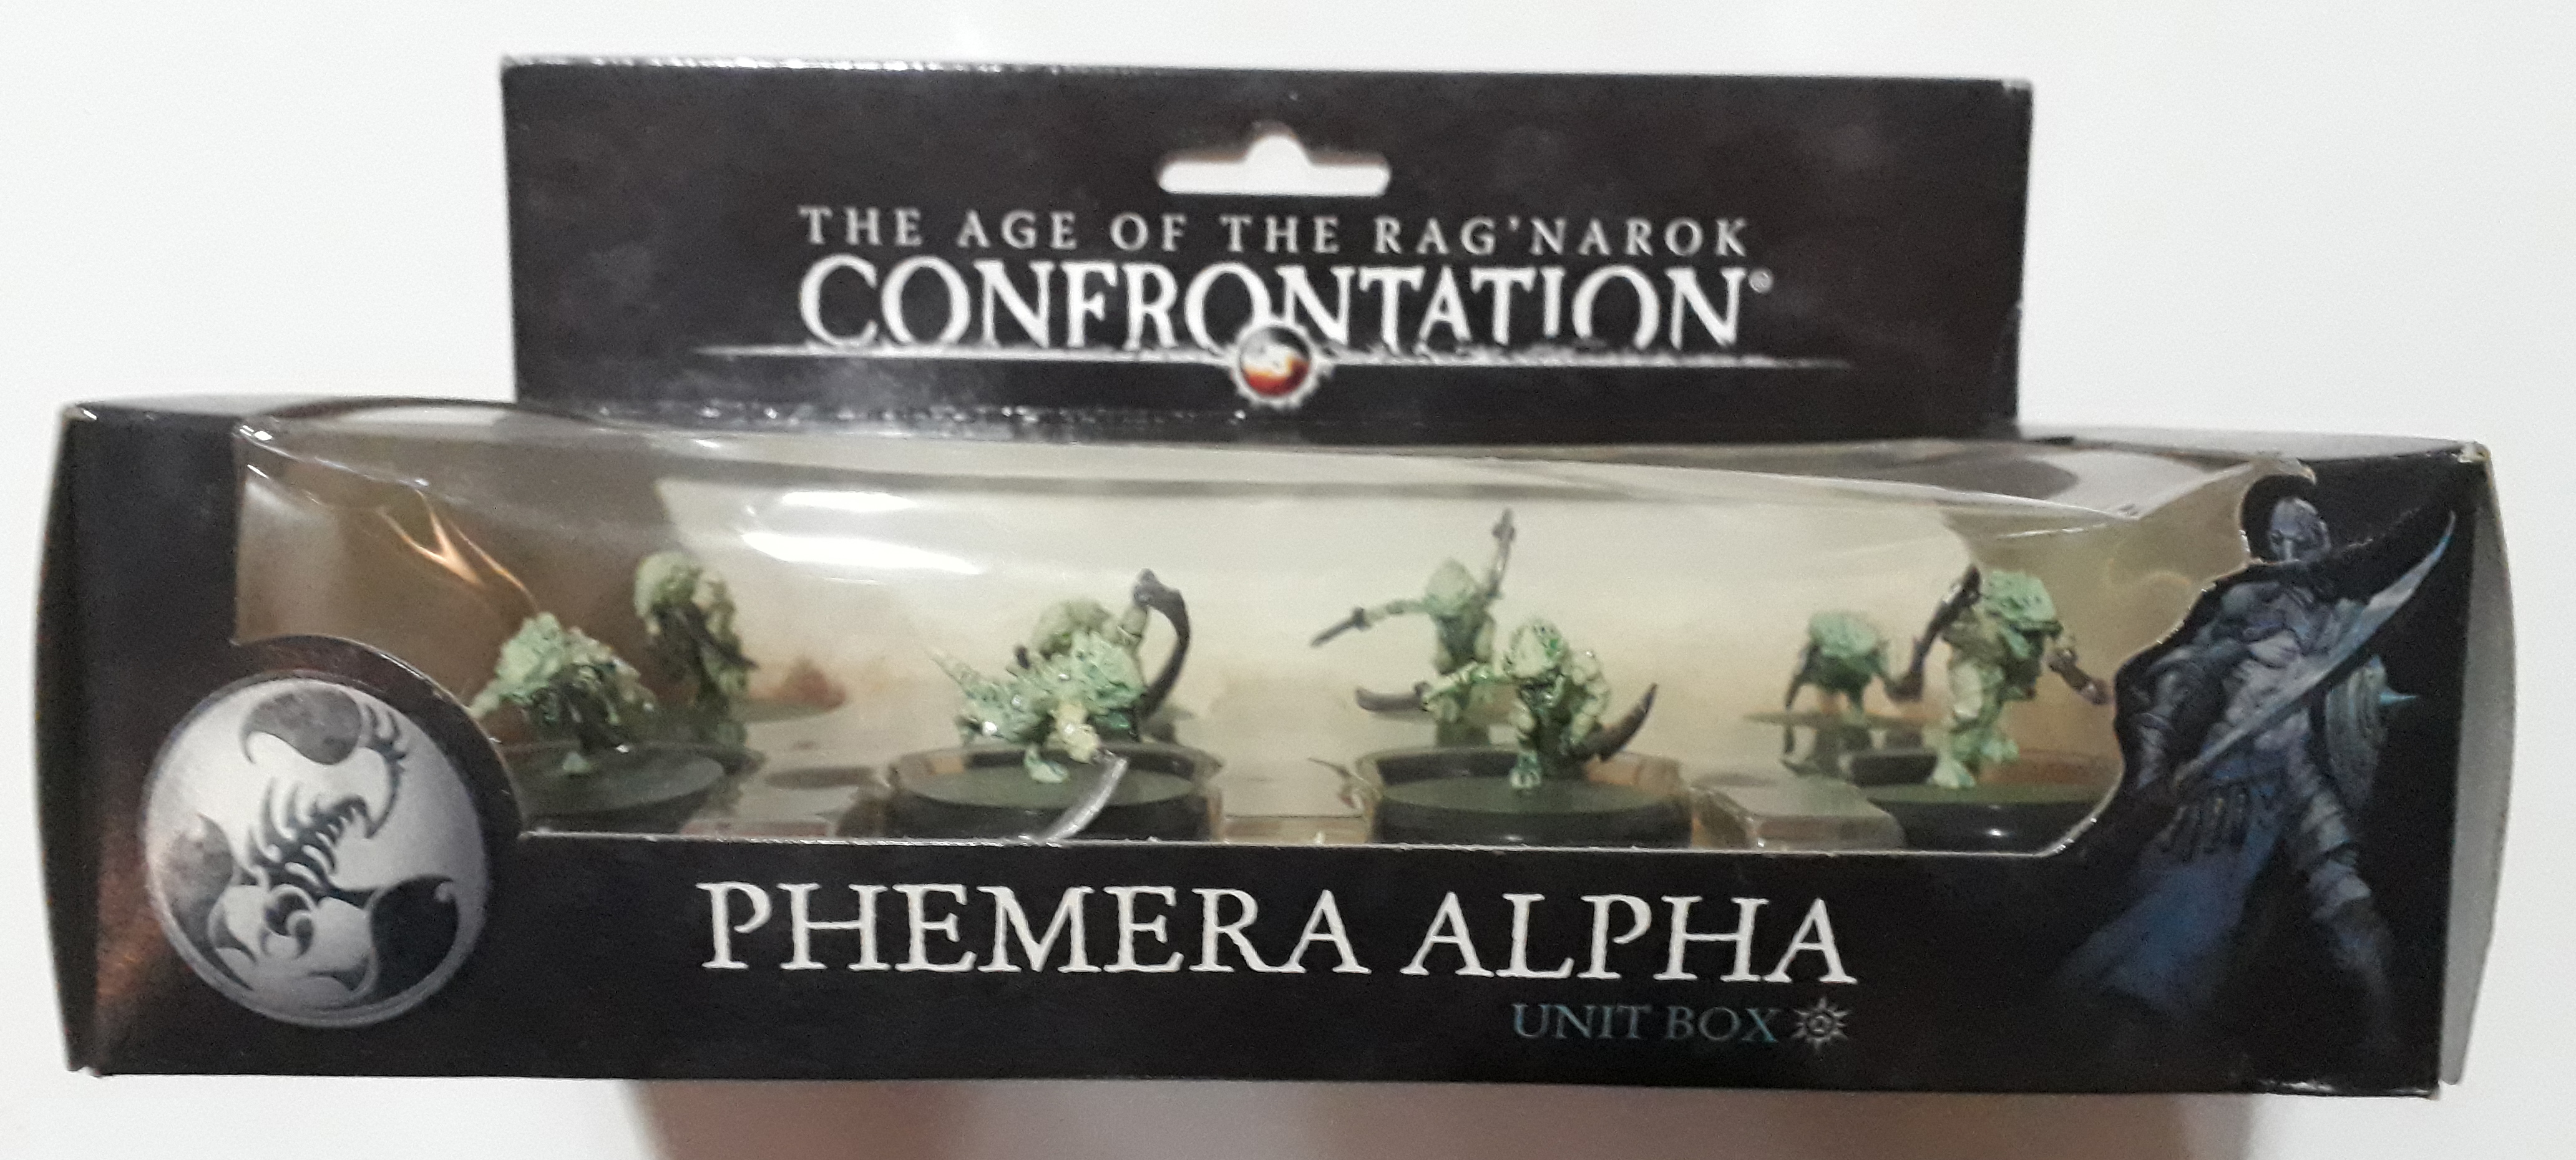 THE AGE OF THE RAG'NAROK
CONFRONTATION®
PHEMERA ALPHA
UNIT BOX